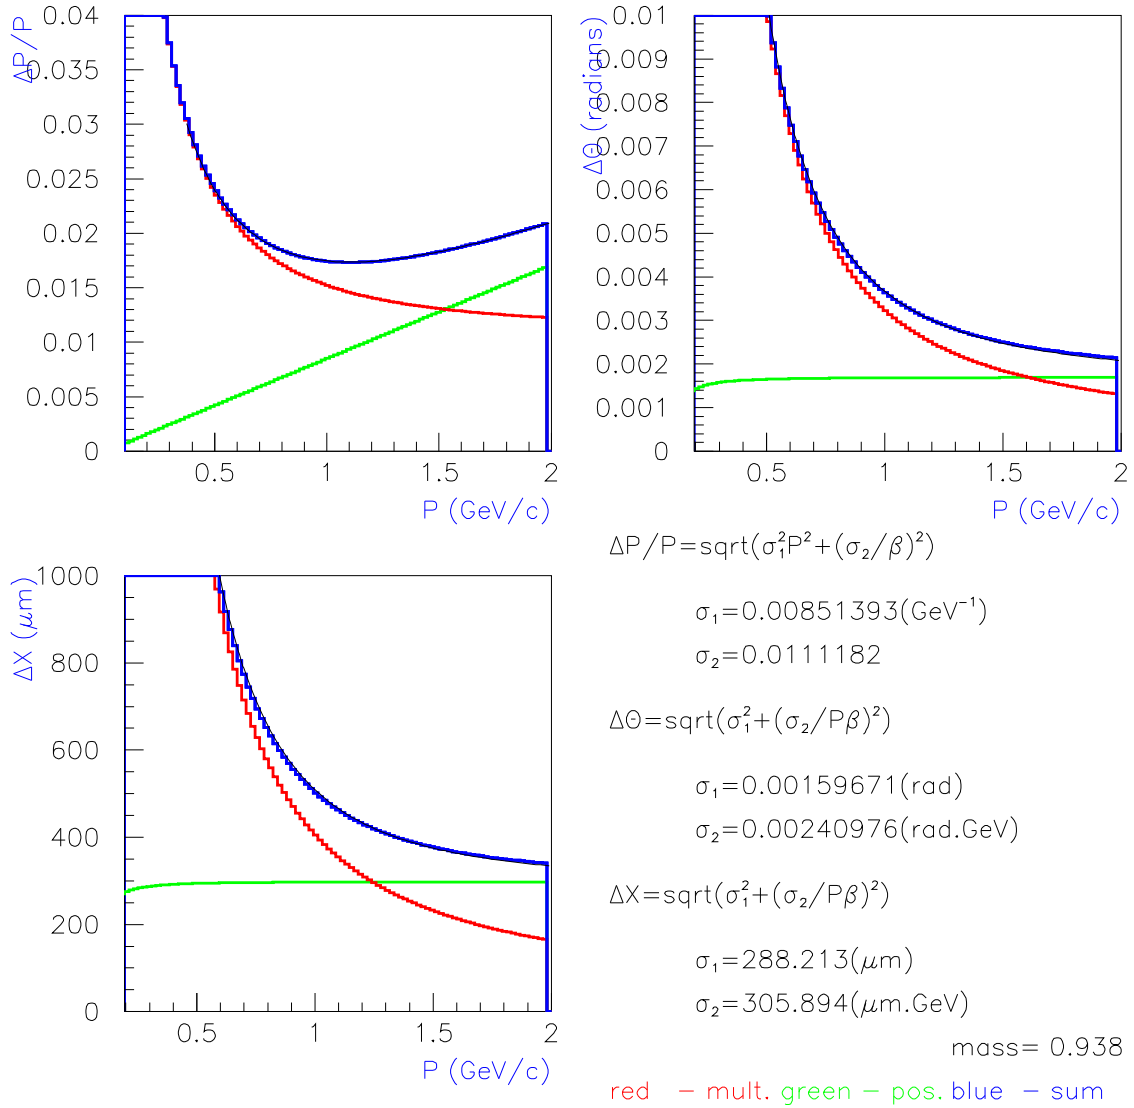 ΔP/P
0.04
0.035
0.03
0.025
0.02
0.015
0.01
0.005
0
0.5 1 1.5 2
P (GeV/c)
ΔΘ (radians)
0.01
0.009
0.008
0.007
0.006
0.005
0.004
0.003
0.002
0.001
0
0.5 1 1.5 2
P (GeV/c)
ΔX (μm)
1000
800
600
400
200
0
0.5 1 1.5 2
P (GeV/c)
ΔP/P=sqrt(σ₁²P²+(σ₂/β)²)
σ₁=0.00851393(GeV⁻¹)
σ₂=0.0111182
ΔΘ=sqrt(σ₁²+(σ₂/Pβ)²)
σ₁=0.00159671(rad)
σ₂=0.00240976(rad.GeV)
ΔX=sqrt(σ₁²+(σ₂/Pβ)²)
σ₁=288.213(μm)
σ₂=305.894(μm.GeV)
mass= 0.938
red – mult. green – pos. blue – sum